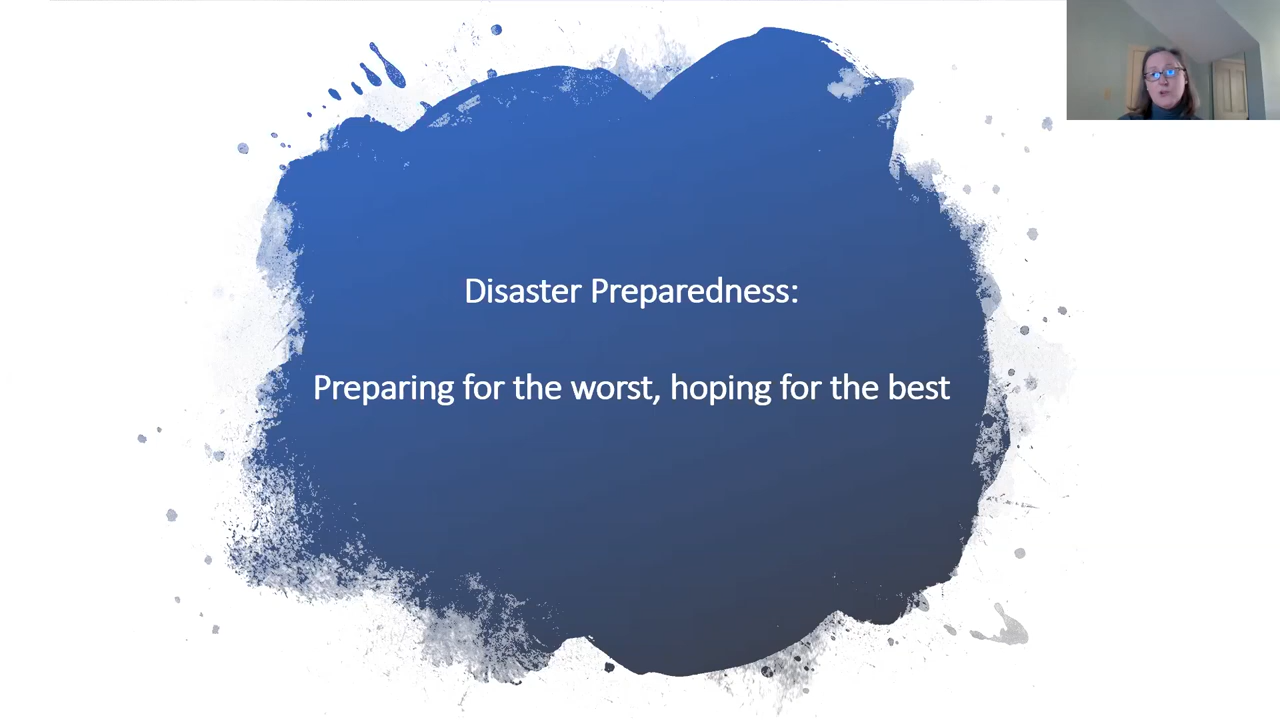 Disaster Preparedness:
Preparing for the worst, hoping for the best